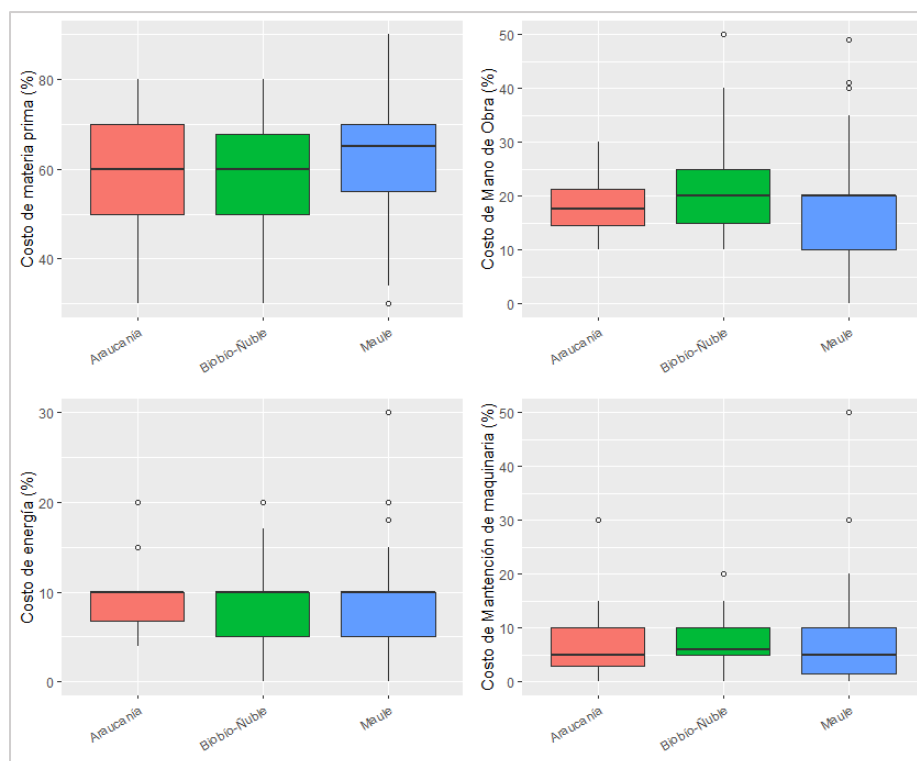 Costo de materia prima (%)
80
60
40
Araucanía
Biobío-Ñuble
Maule
Costo de Mano de Obra (%)
50
40
30
20
10
0
Araucanía
Biobío-Ñuble
Maule
Costo de energía (%)
30
20
10
0
Araucanía
Biobío-Ñuble
Maule
Costo de Mantención de maquinaria (%)
50
40
30
20
10
0
Araucanía
Biobío-Ñuble
Maule